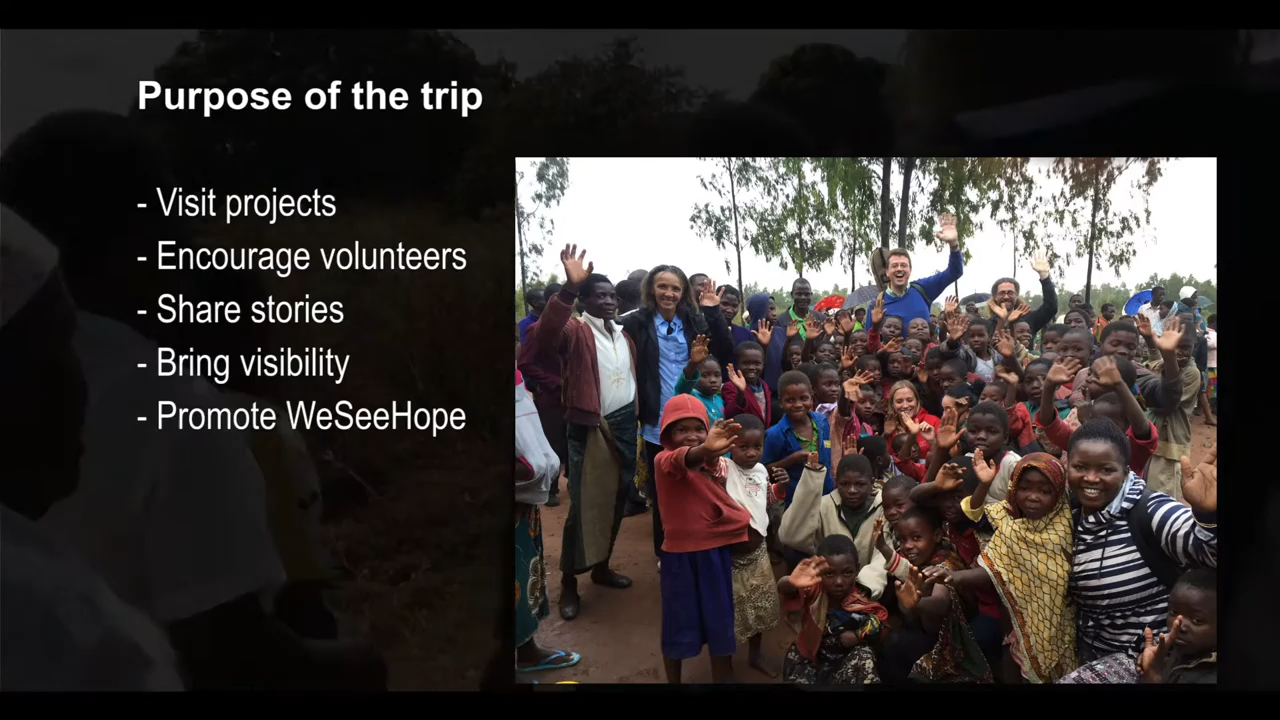 Purpose of the trip
- Visit projects
- Encourage volunteers
- Share stories
- Bring visibility
- Promote WeSeeHope